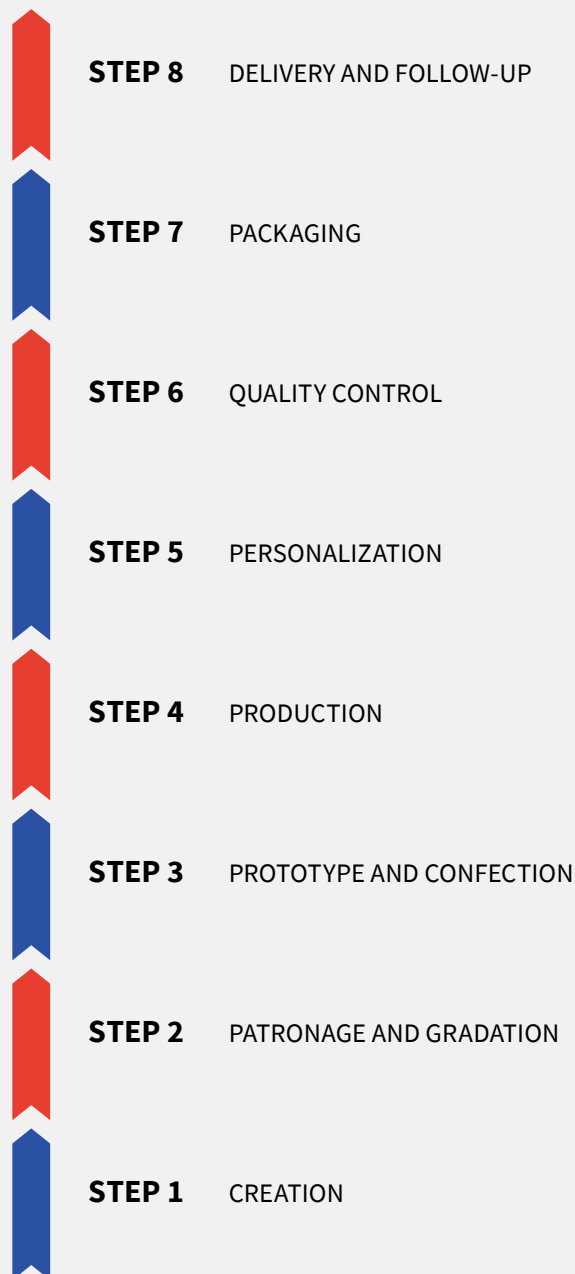 STEP 8 DELIVERY AND FOLLOW-UP
STEP 7 PACKAGING
STEP 6 QUALITY CONTROL
STEP 5 PERSONALIZATION
STEP 4 PRODUCTION
STEP 3 PROTOTYPE AND CONFECTION
STEP 2 PATRONAGE AND GRADATION
STEP 1 CREATION